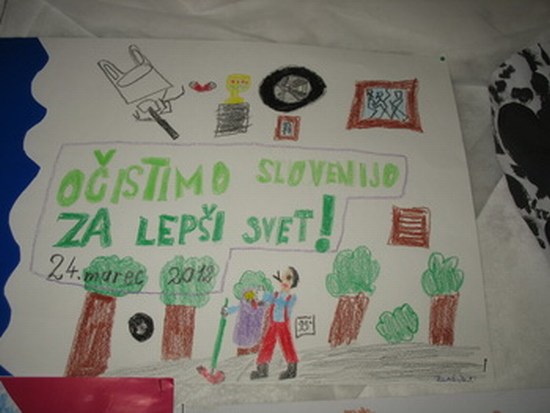 OČISTIMO SLOVENIJO
ZA LEPŠI SVET!
24. marec 2012